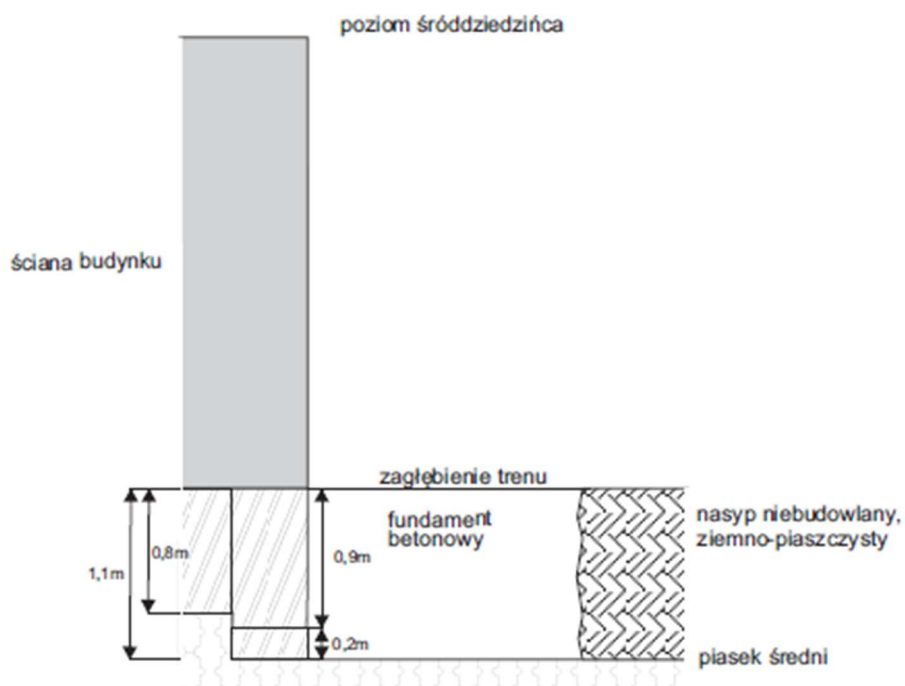 poziom śróddziedzińca
ściana budynku
zagłębienie trenu
fundament
betonowy
nasyp niebudowlany,
ziemno-piaszczysty
0,8m
0,9m
1,1m
0,2m
piasek średni